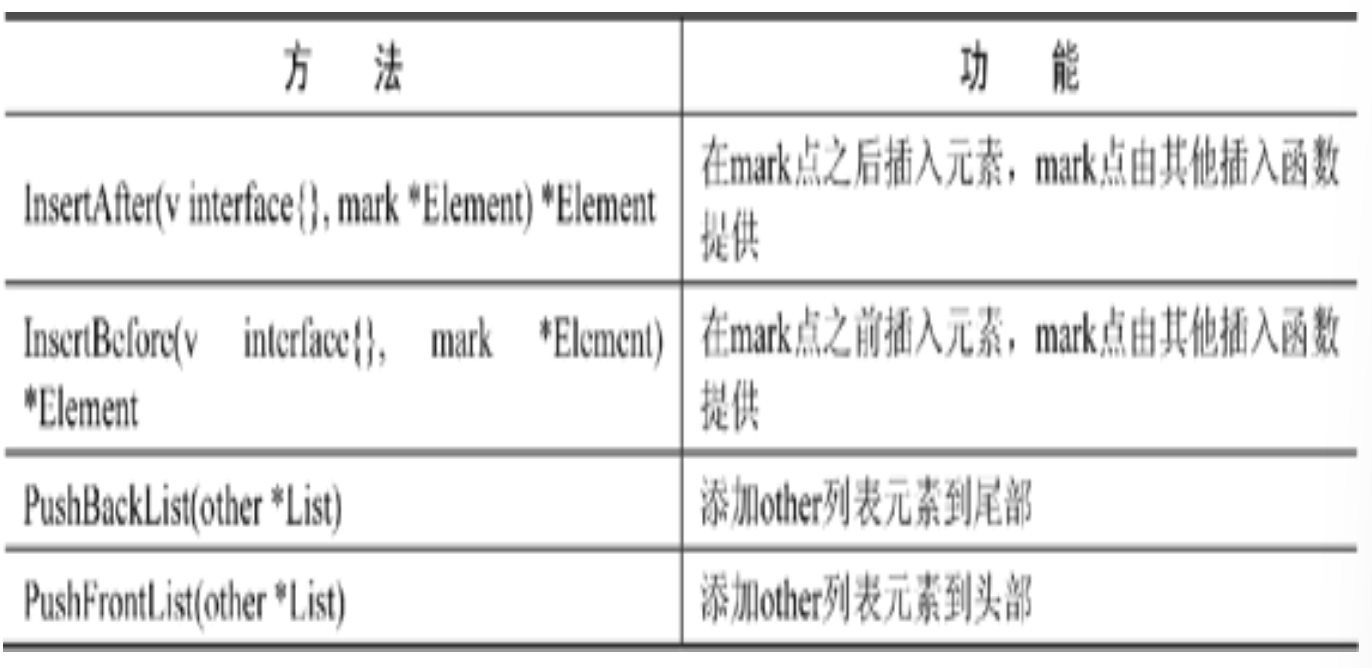 方 法
功 能
InsertAfter(v interface{}, mark *Element) *Element
在mark点之后插入元素，mark点由其他插入函数
提供
InsertBefore(v interface{}, mark *Element)
*Element
在mark点之前插入元素，mark点由其他插入函数
提供
PushBackList(other *List)
添加other列表元素到尾部
PushFrontList(other *List)
添加other列表元素到头部